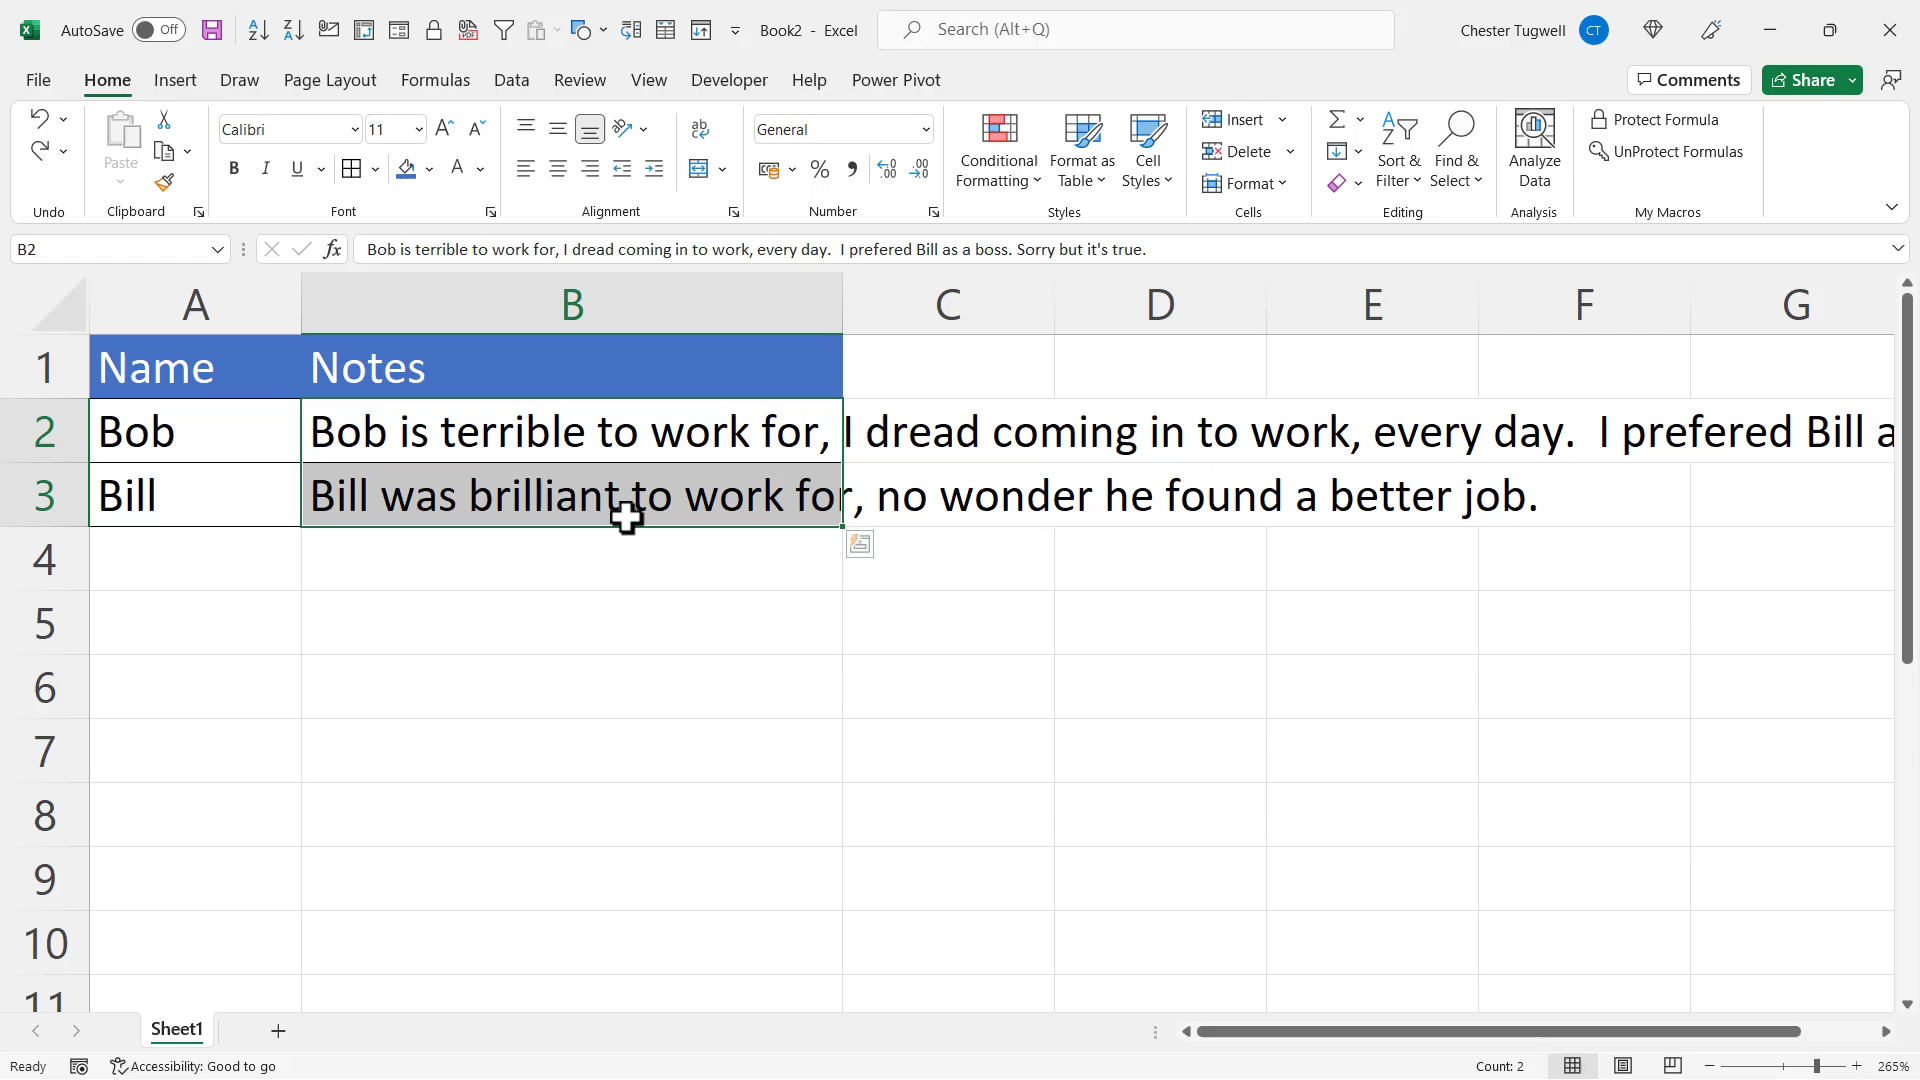 AutoSave Off Book2 - Excel Search (Alt+Q) Chester Tugwell CT
File Home Insert Draw Page Layout Formulas Data Review View Developer Help Power Pivot Comments Share
Paste
Undo
Clipboard
Calibri 11
B I U A
Font
ab
Alignment
General
% 9 .00 .00
Number
Conditional Formatting
Format as Table
Cell Styles
Styles
Insert
Delete
Format
Cells
Sort & Filter
Find & Select
Editing
Analyze Data
Analysis
Protect Formula
UnProtect Formulas
My Macros
B2 fx Bob is terrible to work for, I dread coming in to work, every day.  I prefered Bill as a boss. Sorry but it's true.
A B C D E F G
1 Name Notes
2 Bob Bob is terrible to work for, I dread coming in to work, every day.  I prefered Bill a
3 Bill Bill was brilliant to work for, no wonder he found a better job.
4
5
6
7
8
9
10
11
Sheet1
Ready Accessibility: Good to go Count: 2 265%